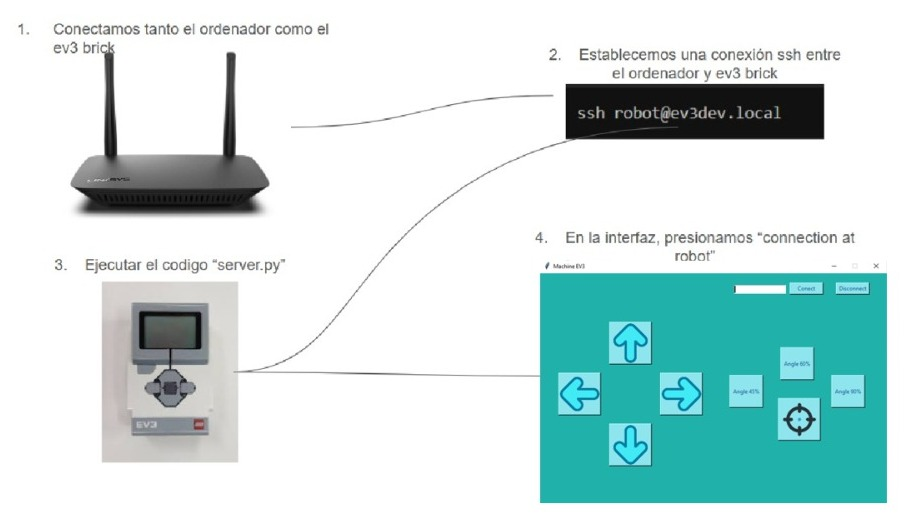 1. Conectamos tanto el ordenador como el
ev3 brick
2. Establecemos una conexión ssh entre
el ordenador y ev3 brick
ssh robot@ev3dev.local
3. Ejecutar el codigo “server.py”
EV3
4. En la interfaz, presionamos “connection at
robot”
Machine EV3
Conect
Disconnect
Angle 60%
Angle 45%
Angle 90%